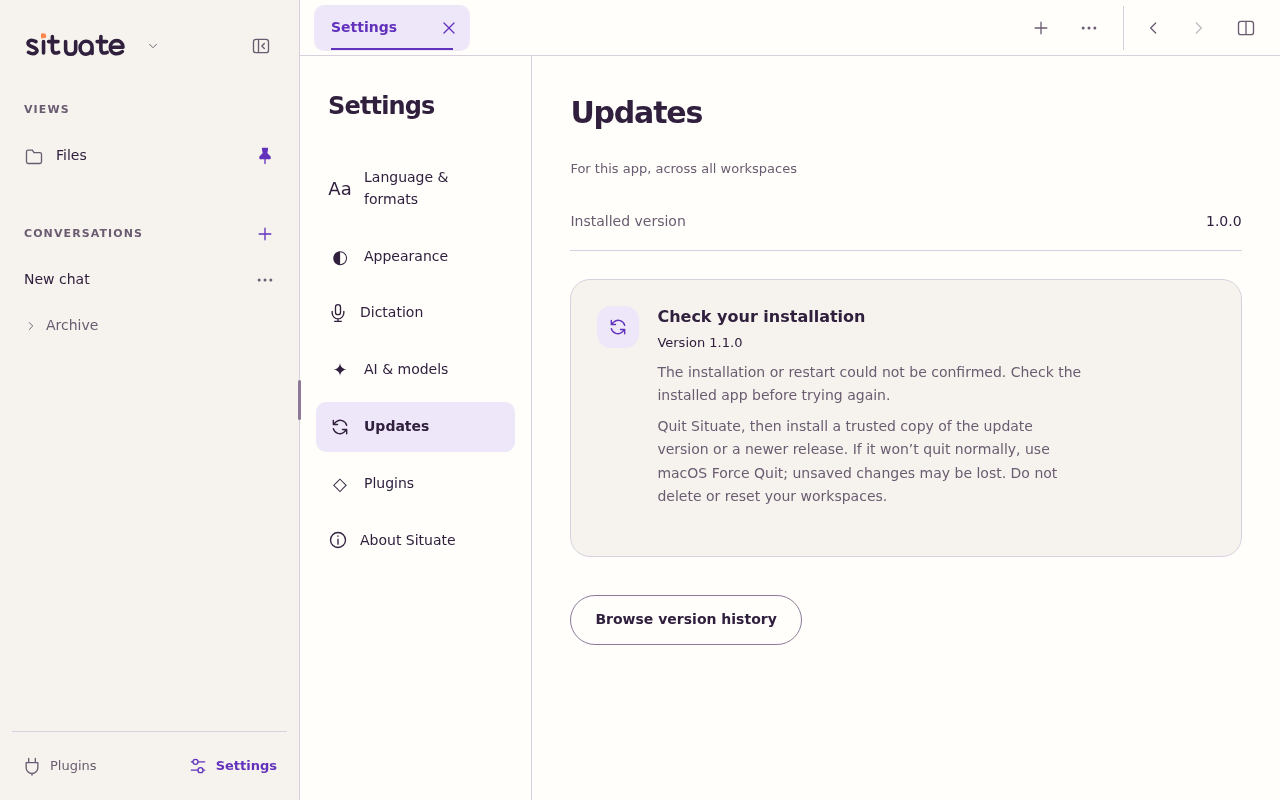 situate
VIEWS
Files
CONVERSATIONS
New chat
Archive
Plugins
Settings
Settings
Settings
Aa Language &
formats
Appearance
Dictation
AI & models
Updates
Plugins
About Situate
Updates
For this app, across all workspaces
Installed version 1.0.0
Check your installation
Version 1.1.0
The installation or restart could not be confirmed. Check the
installed app before trying again.
Quit Situate, then install a trusted copy of the update
version or a newer release. If it won’t quit normally, use
macOS Force Quit; unsaved changes may be lost. Do not
delete or reset your workspaces.
Browse version history